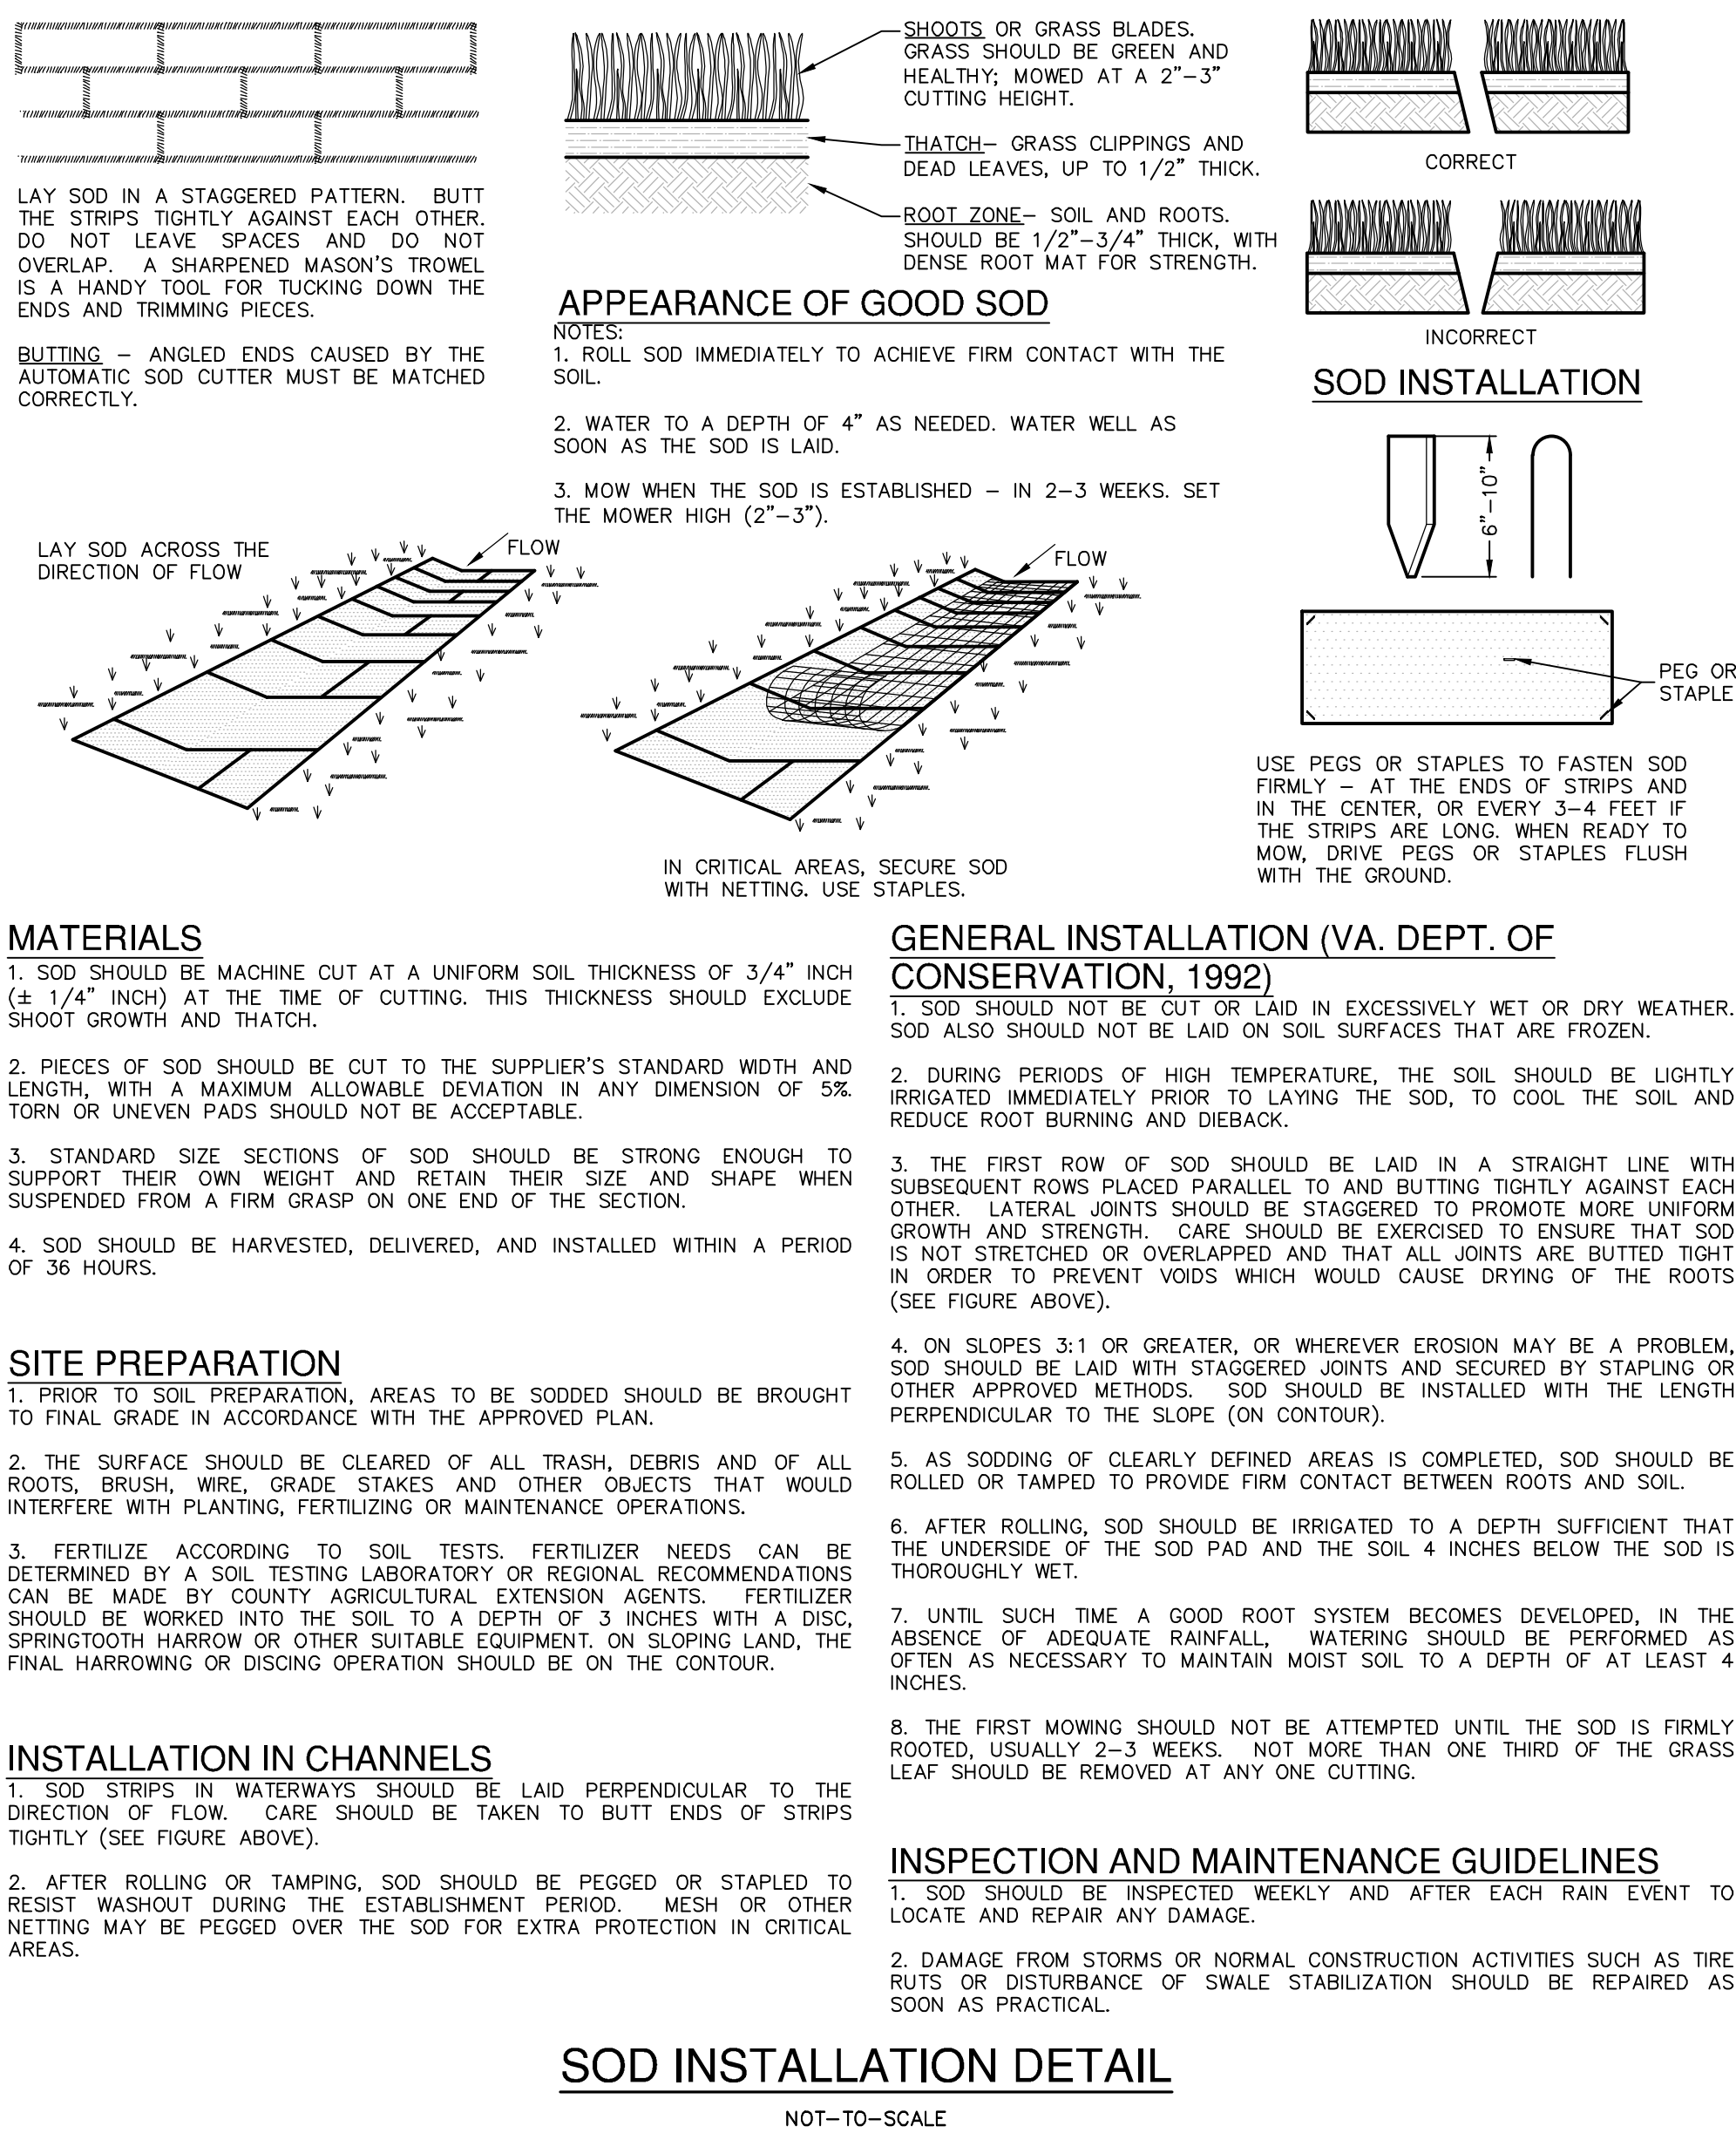 LAY SOD IN A STAGGERED PATTERN. BUTT
THE STRIPS TIGHTLY AGAINST EACH OTHER.
DO NOT LEAVE SPACES AND DO NOT
OVERLAP. A SHARPENED MASON'S TROWEL
IS A HANDY TOOL FOR TUCKING DOWN THE
ENDS AND TRIMMING PIECES.
BUTTING – ANGLED ENDS CAUSED BY THE
AUTOMATIC SOD CUTTER MUST BE MATCHED
CORRECTLY.
SHOOTS OR GRASS BLADES.
GRASS SHOULD BE GREEN AND
HEALTHY; MOWED AT A 2"–3"
CUTTING HEIGHT.
THATCH– GRASS CLIPPINGS AND
DEAD LEAVES, UP TO 1/2" THICK.
ROOT ZONE– SOIL AND ROOTS.
SHOULD BE 1/2"–3/4" THICK, WITH
DENSE ROOT MAT FOR STRENGTH.
APPEARANCE OF GOOD SOD
NOTES:
1. ROLL SOD IMMEDIATELY TO ACHIEVE FIRM CONTACT WITH THE
SOIL.
2. WATER TO A DEPTH OF 4" AS NEEDED. WATER WELL AS
SOON AS THE SOD IS LAID.
3. MOW WHEN THE SOD IS ESTABLISHED – IN 2–3 WEEKS. SET
THE MOWER HIGH (2"–3").
CORRECT
INCORRECT
SOD INSTALLATION
6"–10"
PEG OR
STAPLE
USE PEGS OR STAPLES TO FASTEN SOD
FIRMLY – AT THE ENDS OF STRIPS AND
IN THE CENTER, OR EVERY 3–4 FEET IF
THE STRIPS ARE LONG. WHEN READY TO
MOW, DRIVE PEGS OR STAPLES FLUSH
WITH THE GROUND.
LAY SOD ACROSS THE
DIRECTION OF FLOW
FLOW
FLOW
IN CRITICAL AREAS, SECURE SOD
WITH NETTING. USE STAPLES.
MATERIALS
1. SOD SHOULD BE MACHINE CUT AT A UNIFORM SOIL THICKNESS OF 3/4" INCH
(± 1/4" INCH) AT THE TIME OF CUTTING. THIS THICKNESS SHOULD EXCLUDE
SHOOT GROWTH AND THATCH.
2. PIECES OF SOD SHOULD BE CUT TO THE SUPPLIER'S STANDARD WIDTH AND
LENGTH, WITH A MAXIMUM ALLOWABLE DEVIATION IN ANY DIMENSION OF 5%.
TORN OR UNEVEN PADS SHOULD NOT BE ACCEPTABLE.
3. STANDARD SIZE SECTIONS OF SOD SHOULD BE STRONG ENOUGH TO
SUPPORT THEIR OWN WEIGHT AND RETAIN THEIR SIZE AND SHAPE WHEN
SUSPENDED FROM A FIRM GRASP ON ONE END OF THE SECTION.
4. SOD SHOULD BE HARVESTED, DELIVERED, AND INSTALLED WITHIN A PERIOD
OF 36 HOURS.
SITE PREPARATION
1. PRIOR TO SOIL PREPARATION, AREAS TO BE SODDED SHOULD BE BROUGHT
TO FINAL GRADE IN ACCORDANCE WITH THE APPROVED PLAN.
2. THE SURFACE SHOULD BE CLEARED OF ALL TRASH, DEBRIS AND OF ALL
ROOTS, BRUSH, WIRE, GRADE STAKES AND OTHER OBJECTS THAT WOULD
INTERFERE WITH PLANTING, FERTILIZING OR MAINTENANCE OPERATIONS.
3. FERTILIZE ACCORDING TO SOIL TESTS. FERTILIZER NEEDS CAN BE
DETERMINED BY A SOIL TESTING LABORATORY OR REGIONAL RECOMMENDATIONS
CAN BE MADE BY COUNTY AGRICULTURAL EXTENSION AGENTS. FERTILIZER
SHOULD BE WORKED INTO THE SOIL TO A DEPTH OF 3 INCHES WITH A DISC,
SPRINGTOOTH HARROW OR OTHER SUITABLE EQUIPMENT. ON SLOPING LAND, THE
FINAL HARROWING OR DISCING OPERATION SHOULD BE ON THE CONTOUR.
INSTALLATION IN CHANNELS
1. SOD STRIPS IN WATERWAYS SHOULD BE LAID PERPENDICULAR TO THE
DIRECTION OF FLOW. CARE SHOULD BE TAKEN TO BUTT ENDS OF STRIPS
TIGHTLY (SEE FIGURE ABOVE).
2. AFTER ROLLING OR TAMPING, SOD SHOULD BE PEGGED OR STAPLED TO
RESIST WASHOUT DURING THE ESTABLISHMENT PERIOD. MESH OR OTHER
NETTING MAY BE PEGGED OVER THE SOD FOR EXTRA PROTECTION IN CRITICAL
AREAS.
GENERAL INSTALLATION (VA. DEPT. OF
CONSERVATION, 1992)
1. SOD SHOULD NOT BE CUT OR LAID IN EXCESSIVELY WET OR DRY WEATHER.
SOD ALSO SHOULD NOT BE LAID ON SOIL SURFACES THAT ARE FROZEN.
2. DURING PERIODS OF HIGH TEMPERATURE, THE SOIL SHOULD BE LIGHTLY
IRRIGATED IMMEDIATELY PRIOR TO LAYING THE SOD, TO COOL THE SOIL AND
REDUCE ROOT BURNING AND DIEBACK.
3. THE FIRST ROW OF SOD SHOULD BE LAID IN A STRAIGHT LINE WITH
SUBSEQUENT ROWS PLACED PARALLEL TO AND BUTTING TIGHTLY AGAINST EACH
OTHER. LATERAL JOINTS SHOULD BE STAGGERED TO PROMOTE MORE UNIFORM
GROWTH AND STRENGTH. CARE SHOULD BE EXERCISED TO ENSURE THAT SOD
IS NOT STRETCHED OR OVERLAPPED AND THAT ALL JOINTS ARE BUTTED TIGHT
IN ORDER TO PREVENT VOIDS WHICH WOULD CAUSE DRYING OF THE ROOTS
(SEE FIGURE ABOVE).
4. ON SLOPES 3:1 OR GREATER, OR WHEREVER EROSION MAY BE A PROBLEM,
SOD SHOULD BE LAID WITH STAGGERED JOINTS AND SECURED BY STAPLING OR
OTHER APPROVED METHODS. SOD SHOULD BE INSTALLED WITH THE LENGTH
PERPENDICULAR TO THE SLOPE (ON CONTOUR).
5. AS SODDING OF CLEARLY DEFINED AREAS IS COMPLETED, SOD SHOULD BE
ROLLED OR TAMPED TO PROVIDE FIRM CONTACT BETWEEN ROOTS AND SOIL.
6. AFTER ROLLING, SOD SHOULD BE IRRIGATED TO A DEPTH SUFFICIENT THAT
THE UNDERSIDE OF THE SOD PAD AND THE SOIL 4 INCHES BELOW THE SOD IS
THOROUGHLY WET.
7. UNTIL SUCH TIME A GOOD ROOT SYSTEM BECOMES DEVELOPED, IN THE
ABSENCE OF ADEQUATE RAINFALL, WATERING SHOULD BE PERFORMED AS
OFTEN AS NECESSARY TO MAINTAIN MOIST SOIL TO A DEPTH OF AT LEAST 4
INCHES.
8. THE FIRST MOWING SHOULD NOT BE ATTEMPTED UNTIL THE SOD IS FIRMLY
ROOTED, USUALLY 2–3 WEEKS. NOT MORE THAN ONE THIRD OF THE GRASS
LEAF SHOULD BE REMOVED AT ANY ONE CUTTING.
INSPECTION AND MAINTENANCE GUIDELINES
1. SOD SHOULD BE INSPECTED WEEKLY AND AFTER EACH RAIN EVENT TO
LOCATE AND REPAIR ANY DAMAGE.
2. DAMAGE FROM STORMS OR NORMAL CONSTRUCTION ACTIVITIES SUCH AS TIRE
RUTS OR DISTURBANCE OF SWALE STABILIZATION SHOULD BE REPAIRED AS
SOON AS PRACTICAL.
SOD INSTALLATION DETAIL
NOT–TO–SCALE